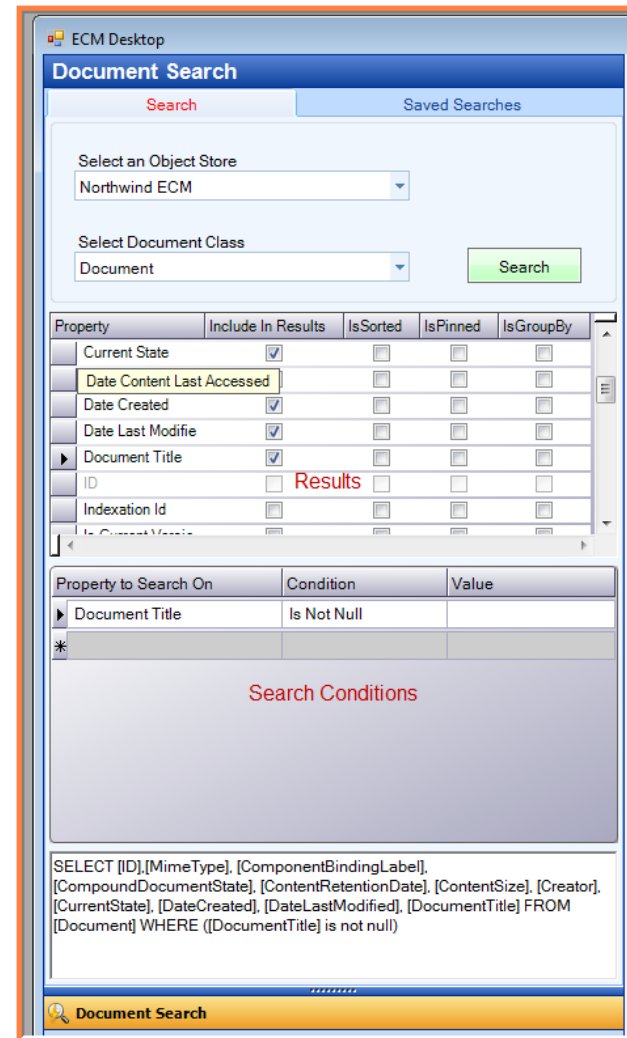 ECM Desktop
Document Search
Search Saved Searches
Select an Object Store
Northwind ECM
Select Document Class
Document Search
Property Include In Results IsSorted IsPinned IsGroupBy
Current State
Date Content Last Accessed
Date Created
Date Last Modifie
Document Title
ID Results
Indexation Id
Is Current Versio
Property to Search On Condition Value
Document Title Is Not Null
Search Conditions
SELECT [ID],[MimeType], [ComponentBindingLabel],
[CompoundDocumentState], [ContentRetentionDate], [ContentSize], [Creator],
[CurrentState], [DateCreated], [DateLastModified], [DocumentTitle] FROM
[Document] WHERE ([DocumentTitle] is not null)
Document Search